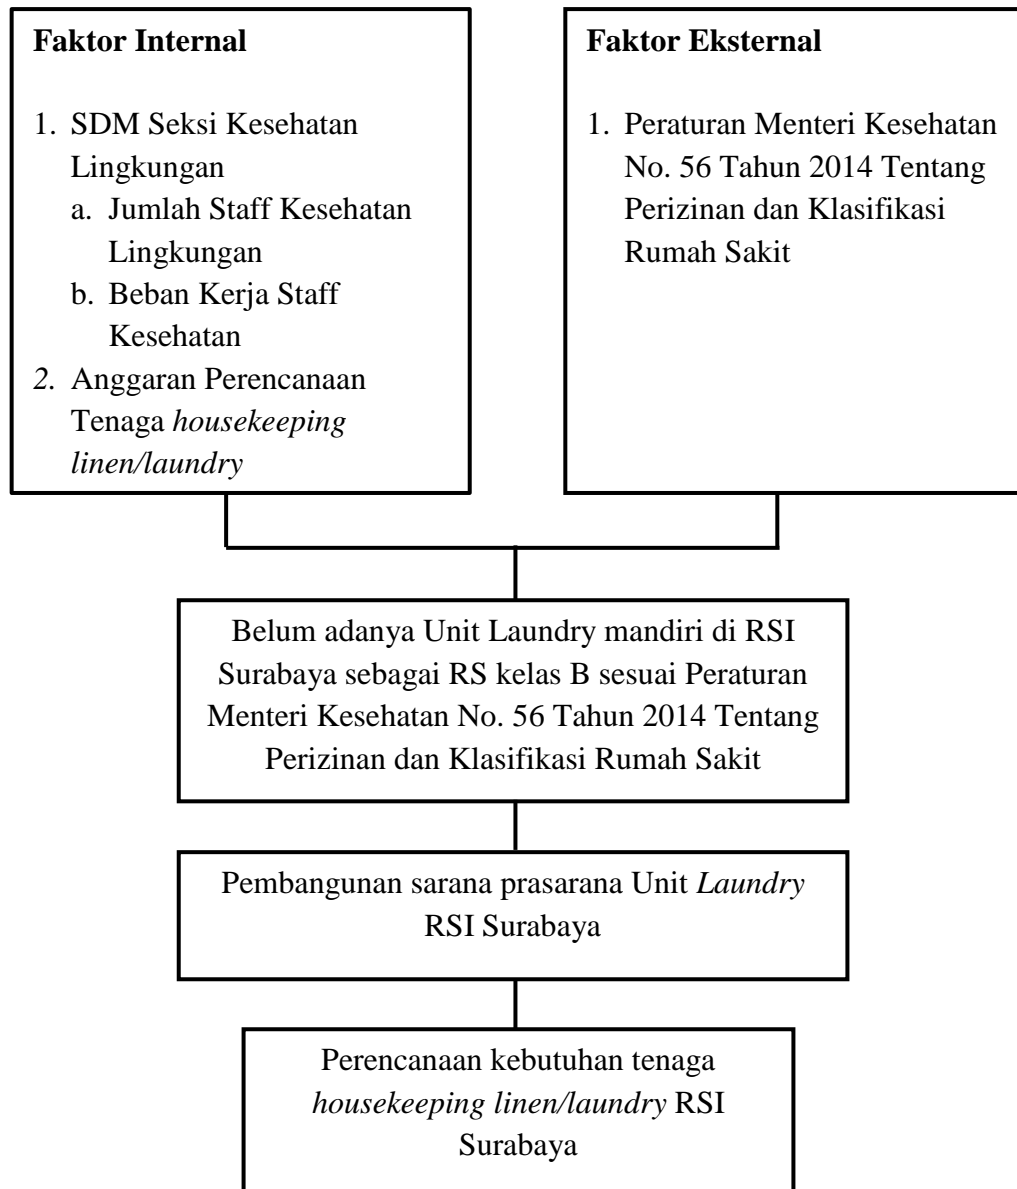 Faktor Internal
1. SDM Seksi Kesehatan
Lingkungan
a. Jumlah Staff Kesehatan
Lingkungan
b. Beban Kerja Staff
Kesehatan
2. Anggaran Perencanaan
Tenaga housekeeping
linen/laundry
Faktor Eksternal
1. Peraturan Menteri Kesehatan
No. 56 Tahun 2014 Tentang
Perizinan dan Klasifikasi
Rumah Sakit
Belum adanya Unit Laundry mandiri di RSI
Surabaya sebagai RS kelas B sesuai Peraturan
Menteri Kesehatan No. 56 Tahun 2014 Tentang
Perizinan dan Klasifikasi Rumah Sakit
Pembangunan sarana prasarana Unit Laundry
RSI Surabaya
Perencanaan kebutuhan tenaga
housekeeping linen/laundry RSI
Surabaya